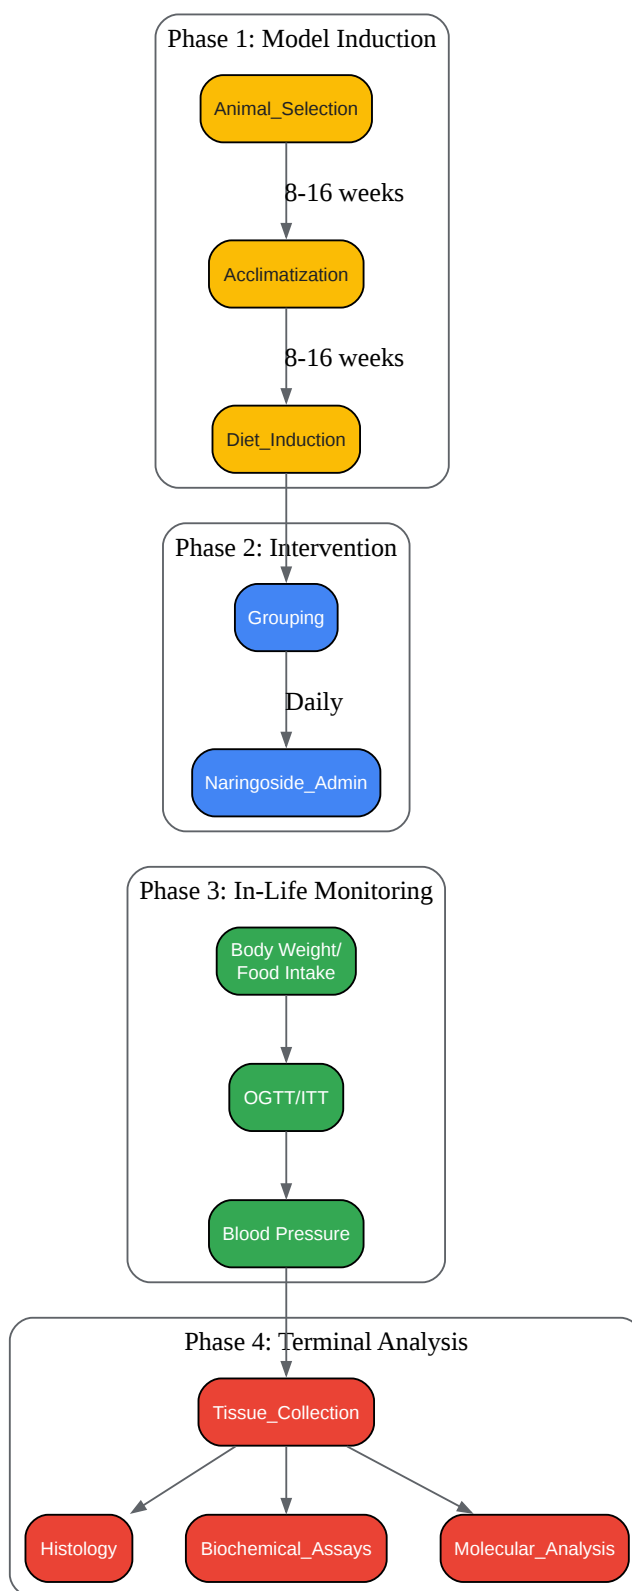 Phase 1: Model Induction
Animal_Selection
8-16 weeks
Acclimatization
8-16 weeks
Diet_Induction
Phase 2: Intervention
Grouping
Daily
Naringoside_Admin
Phase 3: In-Life Monitoring
Body Weight/
Food Intake
OGTT/ITT
Blood Pressure
Phase 4: Terminal Analysis
Tissue_Collection
Histology
Biochemical_Assays
Molecular_Analysis